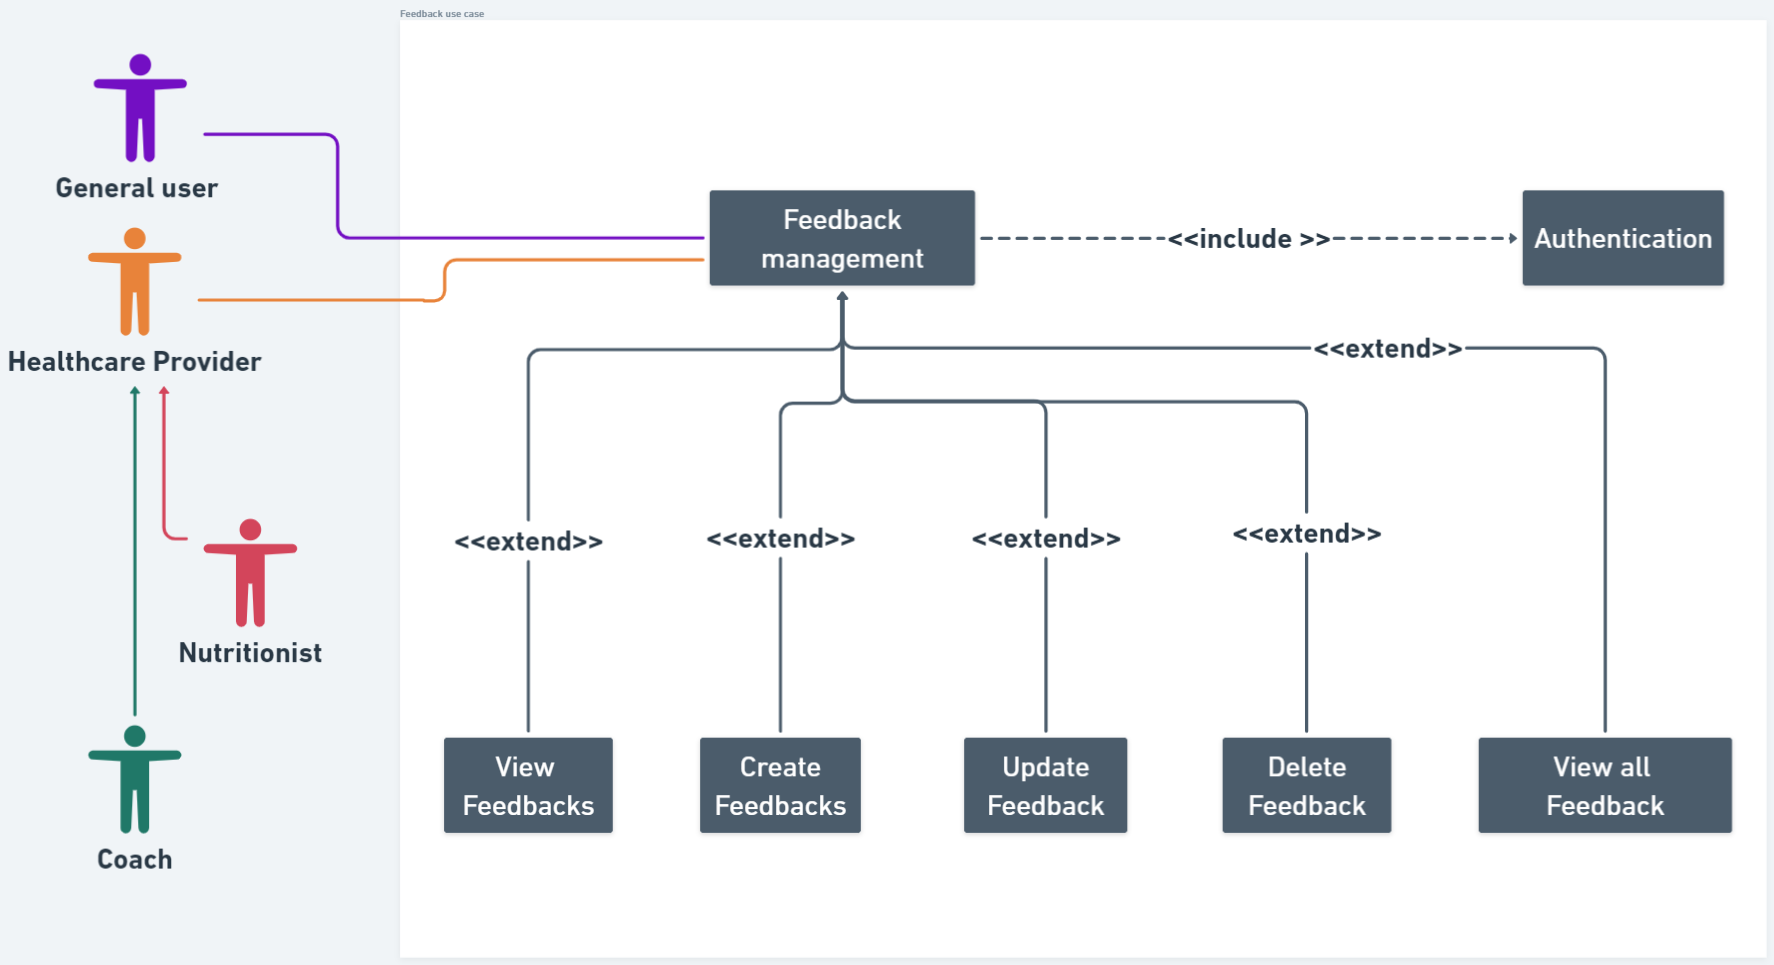 Feedback use case
General user
Healthcare Provider
Nutritionist
Coach
Feedback
management
<<include >>
Authentication
<<extend>>
<<extend>>
<<extend>>
<<extend>>
<<extend>>
View
Feedbacks
Create
Feedbacks
Update
Feedback
Delete
Feedback
View all
Feedback